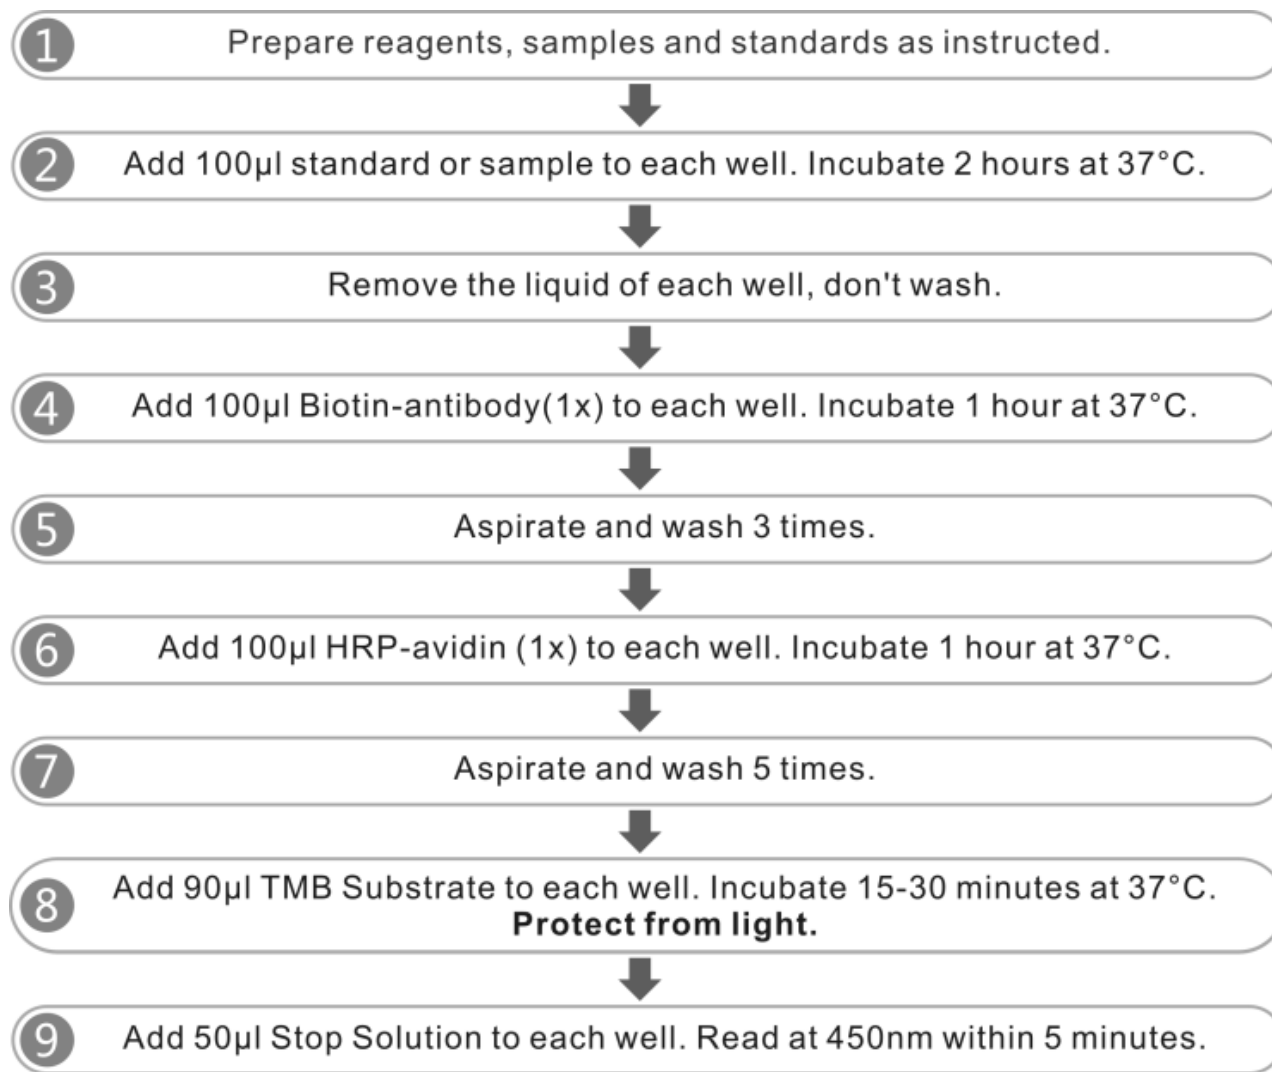 1 Prepare reagents, samples and standards as instructed.
2 Add 100µl standard or sample to each well. Incubate 2 hours at 37°C.
3 Remove the liquid of each well, don't wash.
4 Add 100µl Biotin-antibody(1x) to each well. Incubate 1 hour at 37°C.
5 Aspirate and wash 3 times.
6 Add 100µl HRP-avidin (1x) to each well. Incubate 1 hour at 37°C.
7 Aspirate and wash 5 times.
8 Add 90µl TMB Substrate to each well. Incubate 15-30 minutes at 37°C.
Protect from light.
9 Add 50µl Stop Solution to each well. Read at 450nm within 5 minutes.